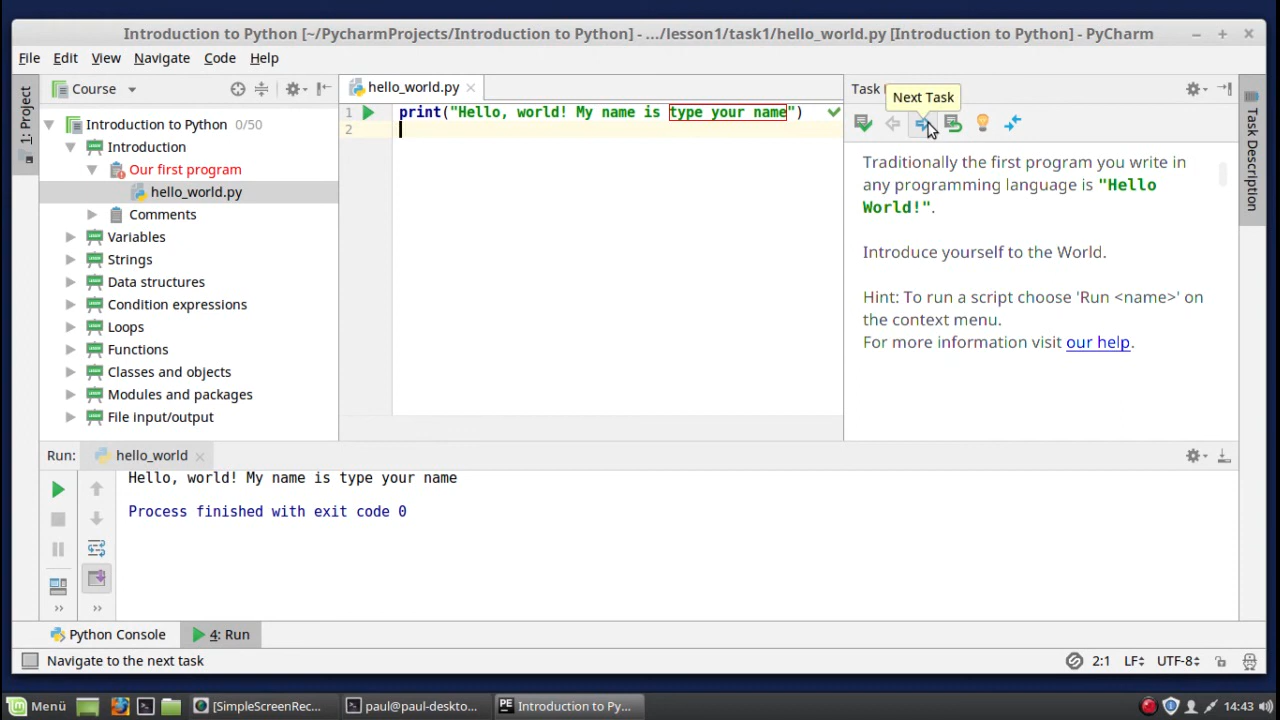 Introduction to Python [~/PycharmProjects/Introduction to Python] - .../lesson1/task1/hello_world.py [Introduction to Python] - PyCharm
File Edit View Navigate Code Help
1: Project
Course
hello_world.py
Task
Next Task
Introduction to Python 0/50
Introduction
Our first program
hello_world.py
Comments
Variables
Strings
Data structures
Condition expressions
Loops
Functions
Classes and objects
Modules and packages
File input/output
1 print("Hello, world! My name is type your name")
2
Traditionally the first program you write in
any programming language is "Hello
World!".
Introduce yourself to the World.
Hint: To run a script choose 'Run <name>' on
the context menu.
For more information visit our help.
Task Description
Run: hello_world
Hello, world! My name is type your name
Process finished with exit code 0
Python Console
4: Run
Navigate to the next task
2:1 LF UTF-8
Menü
[SimpleScreenRec...
paul@paul-deskto...
PE Introduction to Py...
14:43